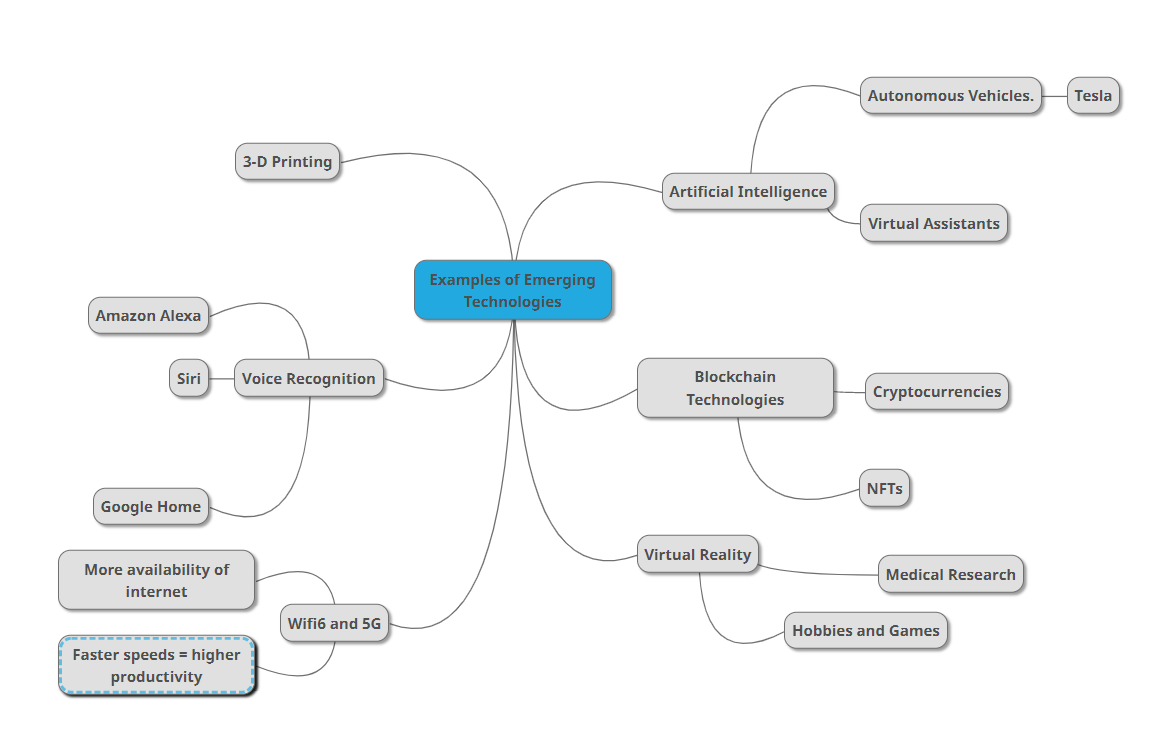 Examples of Emerging
Technologies
3-D Printing
Voice Recognition
Amazon Alexa
Siri
Google Home
Wifi6 and 5G
More availability of
internet
Faster speeds = higher
productivity
Artificial Intelligence
Autonomous Vehicles.
Tesla
Virtual Assistants
Blockchain
Technologies
Cryptocurrencies
NFTs
Virtual Reality
Medical Research
Hobbies and Games